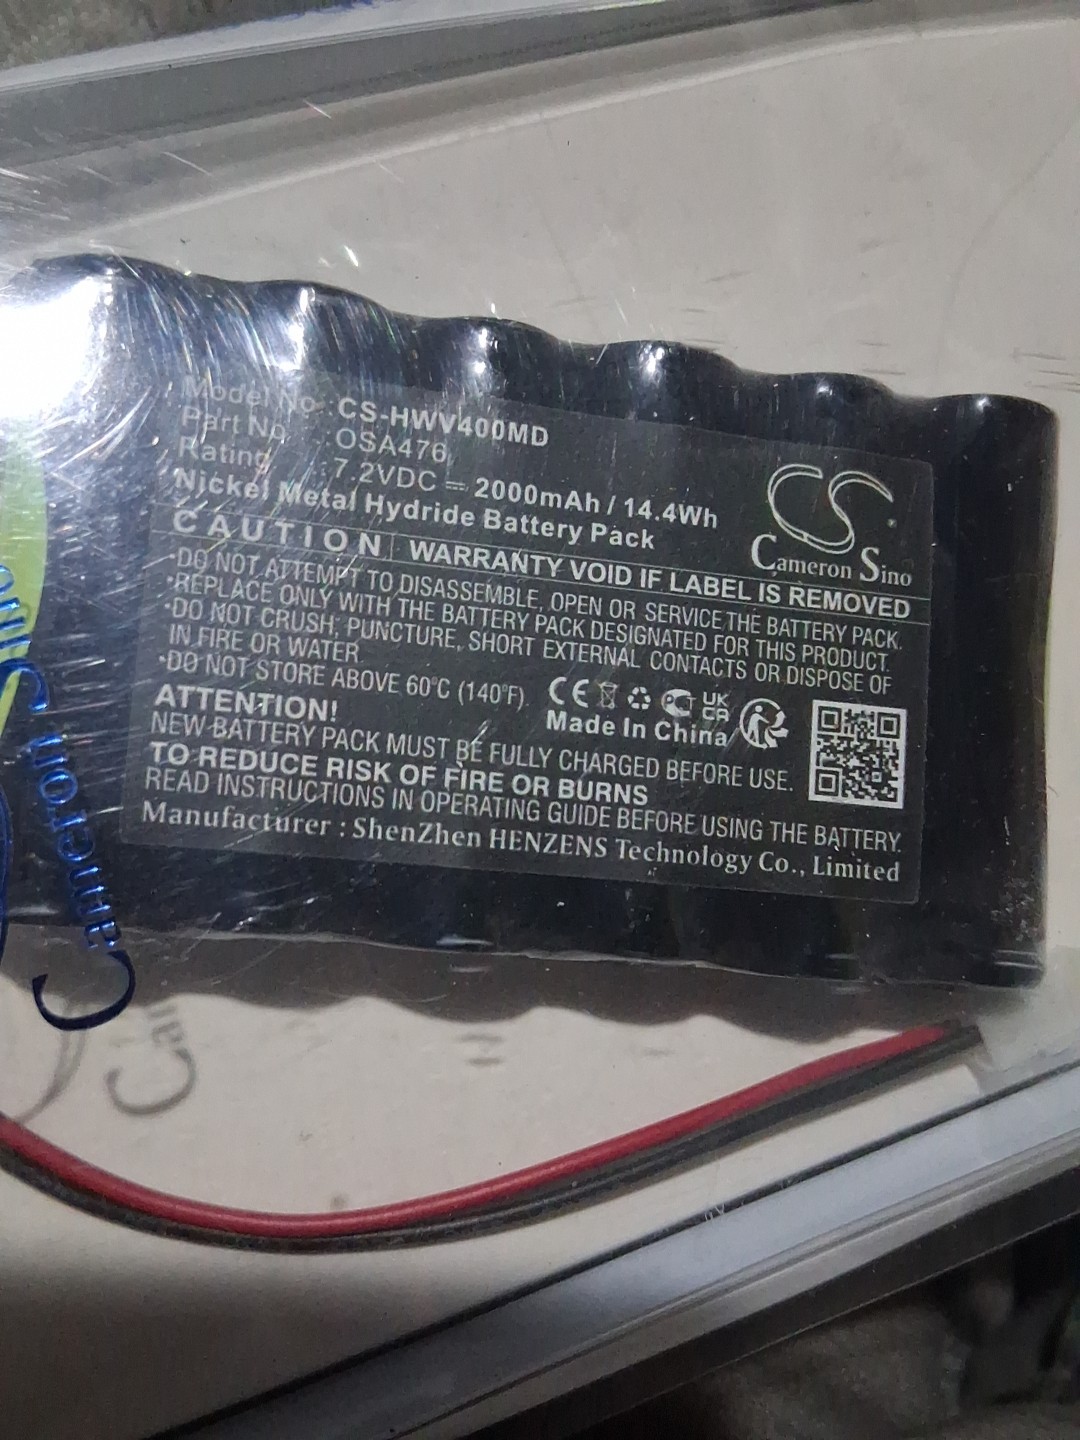 Model No : CS-HWV400MD
Part No : OSA476
Rating : 7.2VDC ⎓ 2000mAh / 14.4Wh
Nickel Metal Hydride Battery Pack
CS
Cameron Sino
CAUTION WARRANTY VOID IF LABEL IS REMOVED
•DO NOT ATTEMPT TO DISASSEMBLE, OPEN OR SERVICE THE BATTERY PACK.
•REPLACE ONLY WITH THE BATTERY PACK DESIGNATED FOR THIS PRODUCT.
•DO NOT CRUSH, PUNCTURE, SHORT EXTERNAL CONTACTS OR DISPOSE OF
IN FIRE OR WATER
•DO NOT STORE ABOVE 60°C (140°F).
CE UK CA
Made In China
ATTENTION!
NEW BATTERY PACK MUST BE FULLY CHARGED BEFORE USE.
TO REDUCE RISK OF FIRE OR BURNS
READ INSTRUCTIONS IN OPERATING GUIDE BEFORE USING THE BATTERY.
Manufacturer : ShenZhen HENZENS Technology Co., Limited
Cameron Sino